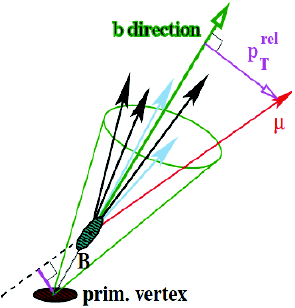 b direction
p_T^rel
μ
B
prim. vertex